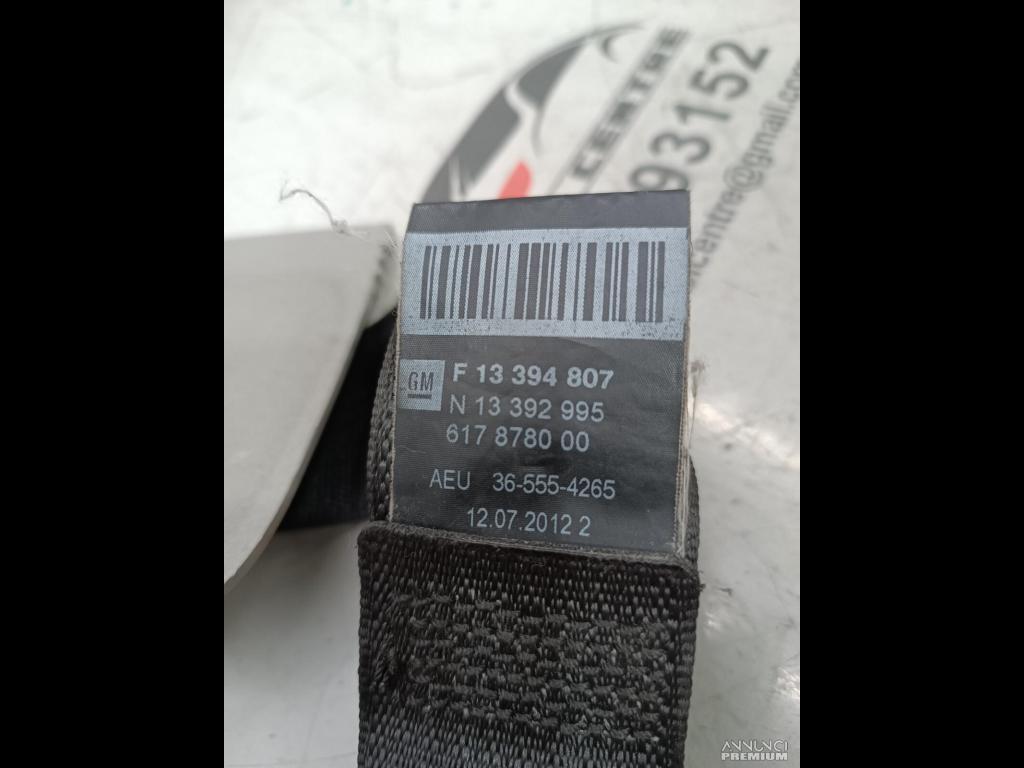 CENTRE
93152
centre@gmail.com
GM
F 13 394 807
N 13 392 995
617 8780 00
AEU 36-555-4265
12.07.2012 2
ANNUNCI
PREMIUM